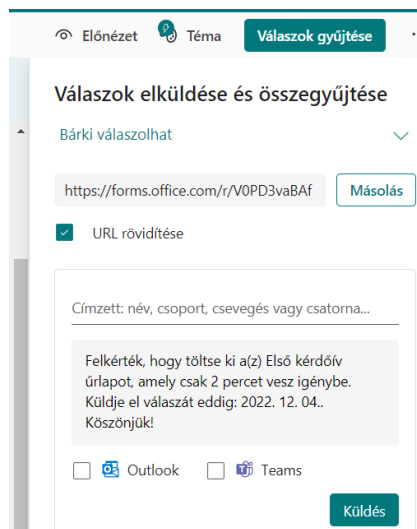 Előnézet Téma Válaszok gyűjtése
Válaszok elküldése és összegyűjtése
Bárki válaszolhat
https://forms.office.com/r/V0PD3vaBAf Másolás
URL rövidítése
Címzett: név, csoport, csevegés vagy csatorna...
Felkérték, hogy töltse ki a(z) Első kérdőív
űrlapot, amely csak 2 percet vesz igénybe.
Küldje el válaszát eddig: 2022. 12. 04..
Köszönjük!
Outlook Teams
Küldés